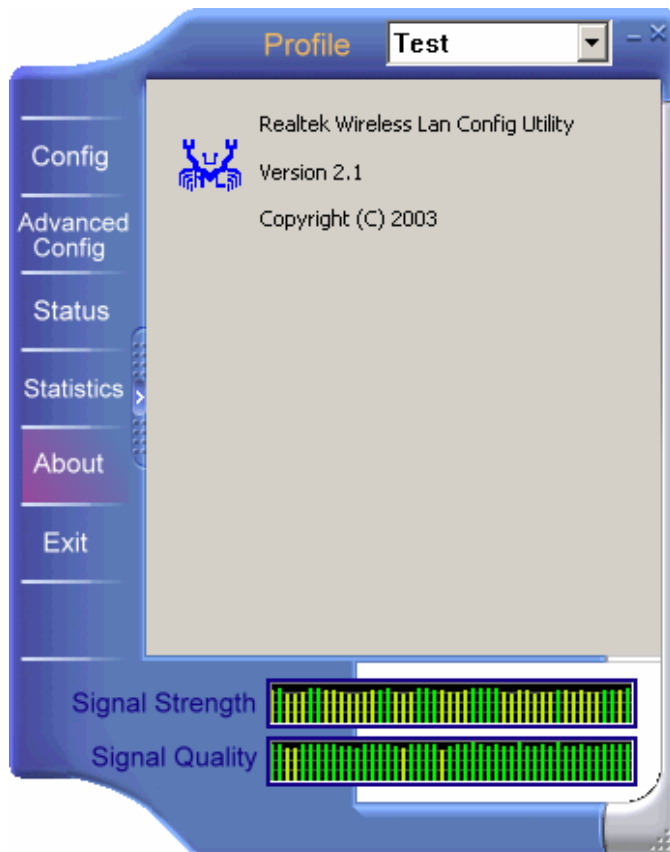 Profile
Test
Realtek Wireless Lan Config Utility
Version 2.1
Copyright (C) 2003
Config
Advanced
Config
Status
Statistics
About
Exit
Signal Strength
Signal Quality